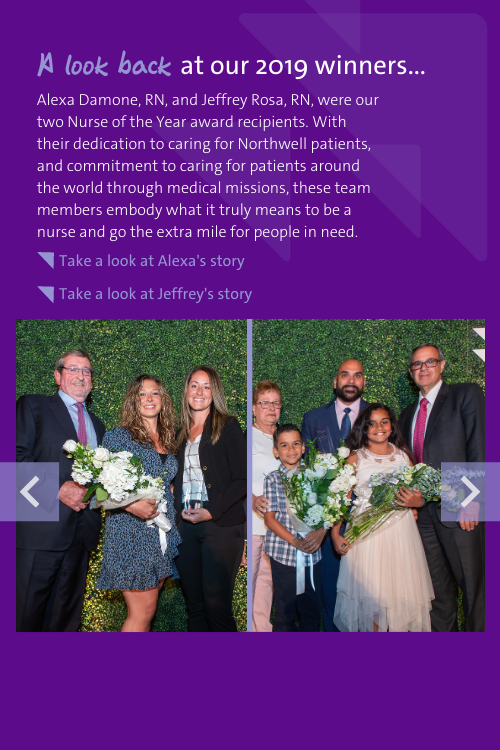 A look back at our 2019 winners...
Alexa Damone, RN, and Jeffrey Rosa, RN, were our
two Nurse of the Year award recipients. With
their dedication to caring for Northwell patients,
and commitment to caring for patients around
the world through medical missions, these team
members embody what it truly means to be a
nurse and go the extra mile for people in need.
Take a look at Alexa's story
Take a look at Jeffrey's story